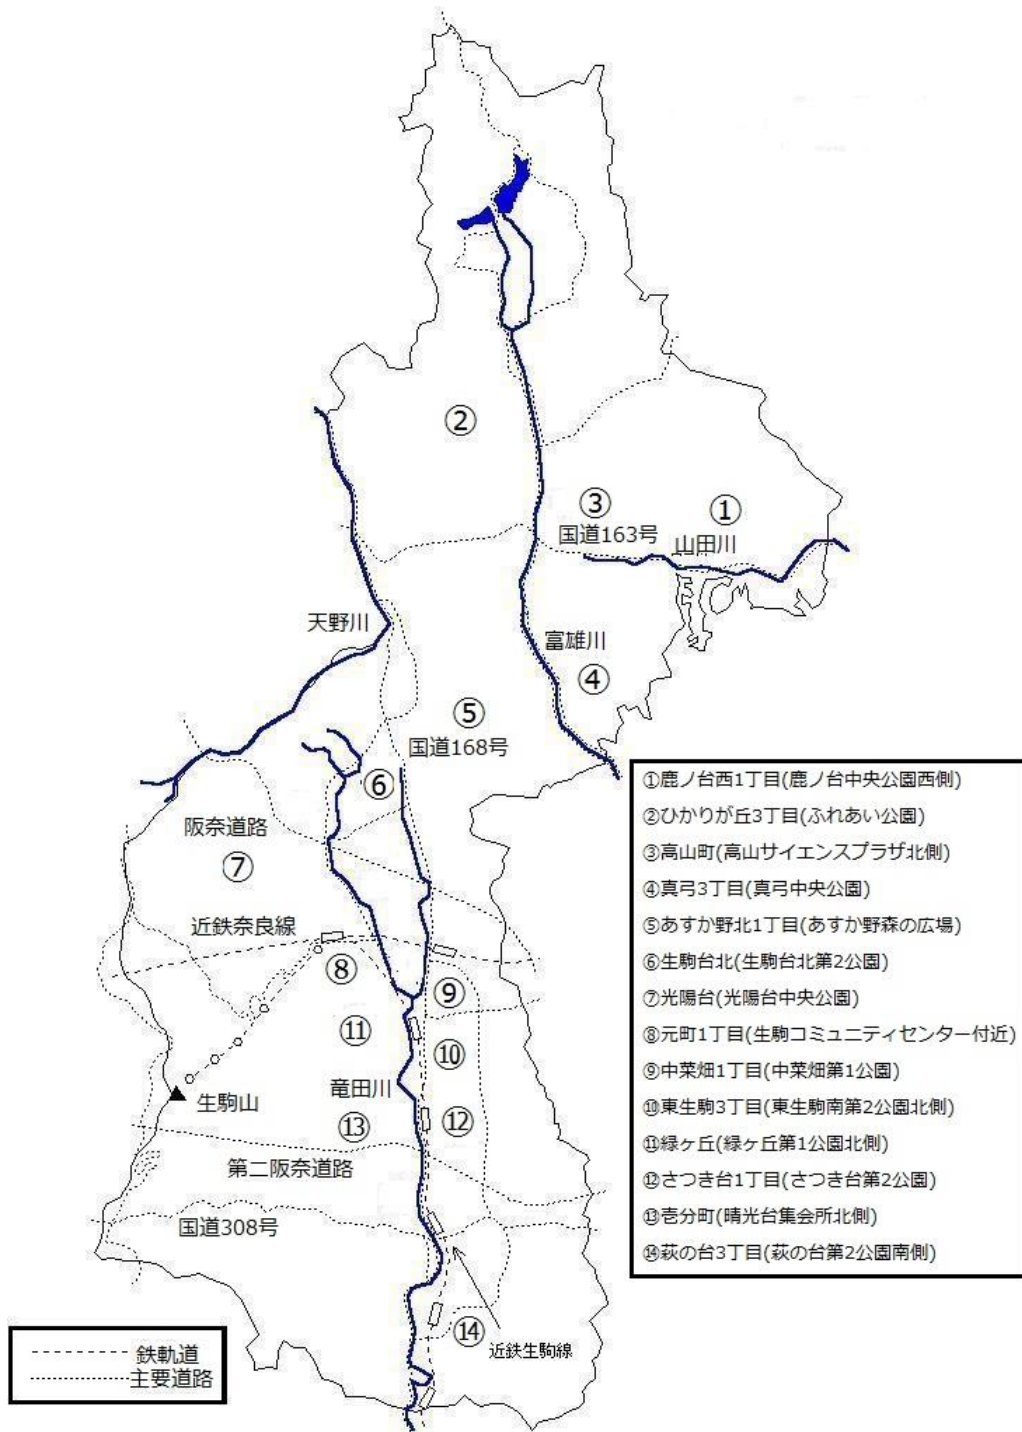 ②
③
①
国道163号
山田川
天野川
富雄川
④
⑤
国道168号
⑥
阪奈道路
⑦
近鉄奈良線
⑧
⑨
⑪
⑩
竜田川
生駒山
⑫
⑬
第二阪奈道路
国道308号
⑭
近鉄生駒線
①鹿ノ台西1丁目(鹿ノ台中央公園西側)
②ひかりが丘3丁目(ふれあい公園)
③高山町(高山サイエンスプラザ北側)
④真弓3丁目(真弓中央公園)
⑤あすか野北1丁目(あすか野森の広場)
⑥生駒台北(生駒台北第2公園)
⑦光陽台(光陽台中央公園)
⑧元町1丁目(生駒コミュニティセンター付近)
⑨中菜畑1丁目(中菜畑第1公園)
⑩東生駒3丁目(東生駒南第2公園北側)
⑪緑ヶ丘(緑ヶ丘第1公園北側)
⑫さつき台1丁目(さつき台第2公園)
⑬壱分町(晴光台集会所北側)
⑭萩の台3丁目(萩の台第2公園南側)
鉄軌道
主要道路